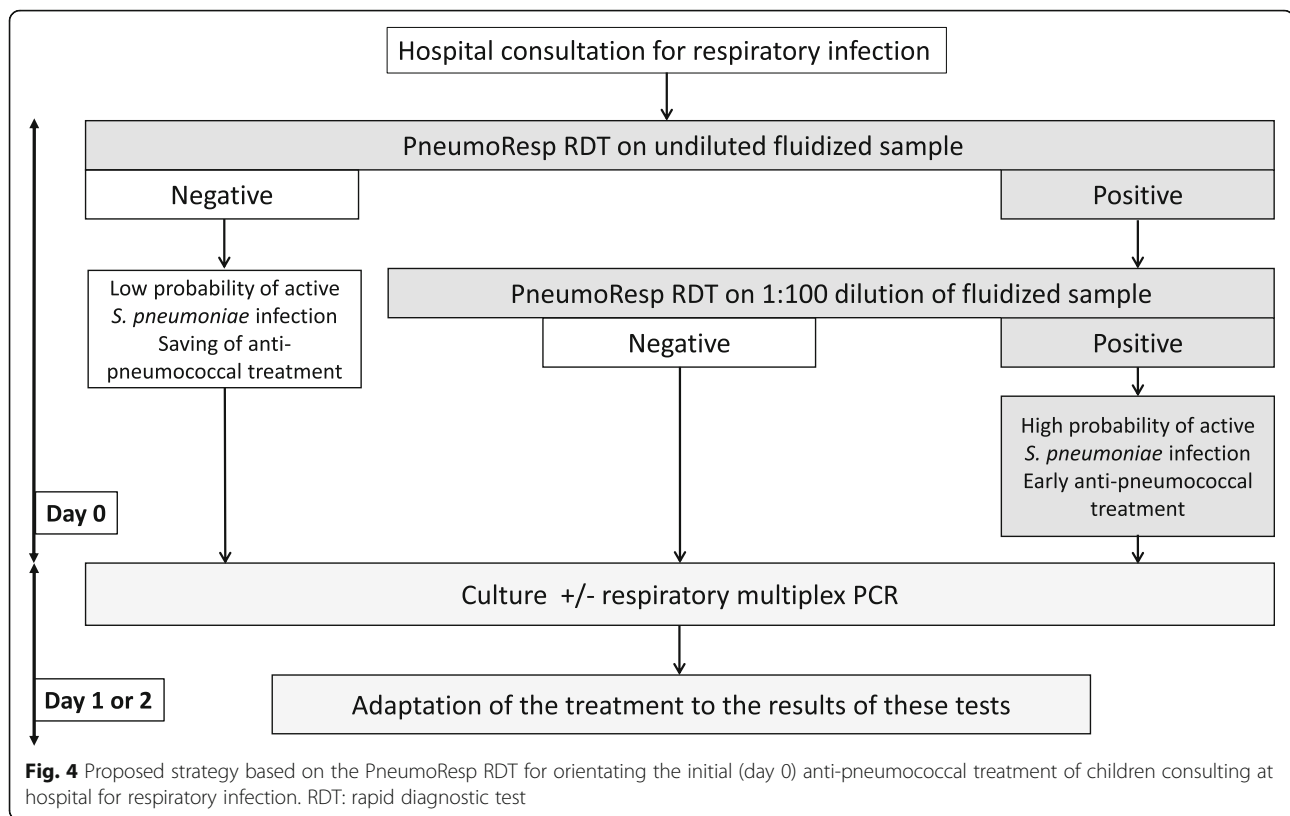 Hospital consultation for respiratory infection
PneumoResp RDT on undiluted fluidized sample
Negative
Positive
Low probability of active
S. pneumoniae infection
Saving of anti-
pneumococcal treatment
PneumoResp RDT on 1:100 dilution of fluidized sample
Negative
Positive
High probability of active
S. pneumoniae infection
Early anti-pneumococcal
treatment
Day 0
Culture +/- respiratory multiplex PCR
Day 1 or 2
Adaptation of the treatment to the results of these tests
Fig. 4 Proposed strategy based on the PneumoResp RDT for orientating the initial (day 0) anti-pneumococcal treatment of children consulting at
hospital for respiratory infection. RDT: rapid diagnostic test